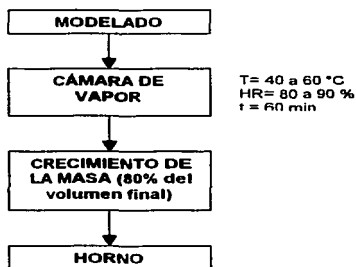 MODELADO
CÁMARA DE
VAPOR
T= 40 a 60 °C
HR= 80 a 90 %
t = 60 min
CRECIMIENTO DE
LA MASA (80% del
volumen final)
HORNO